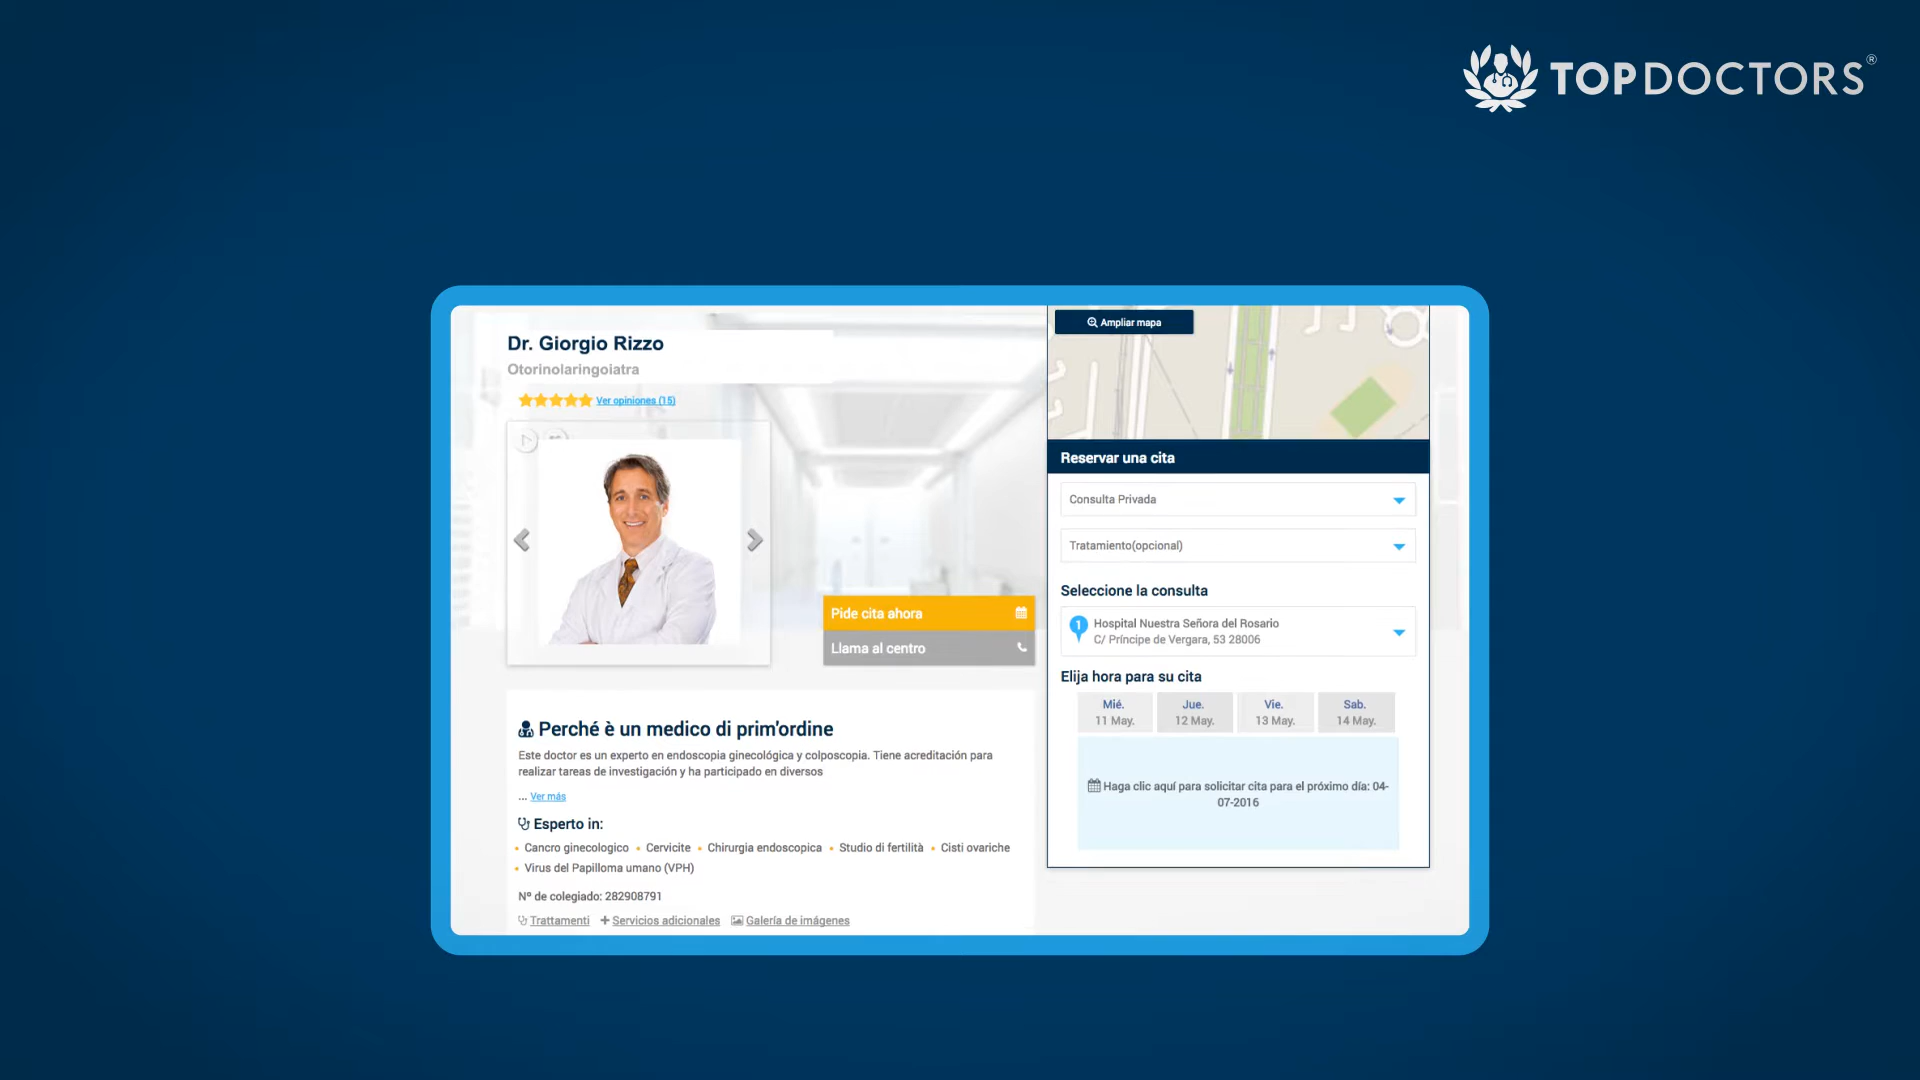 TOPDOCTORS®
Dr. Giorgio Rizzo
Otorinolaringoiatra
Ver opiniones (15)
Pide cita ahora
Llama al centro
Perché è un medico di prim'ordine
Este doctor es un experto en endoscopia ginecológica y colposcopia. Tiene acreditación para
realizar tareas de investigación y ha participado en diversos
... Ver más
Esperto in:
• Cancro ginecologico • Cervicite • Chirurgia endoscopica • Studio di fertilità • Cisti ovariche
• Virus del Papilloma umano (VPH)
Nº de colegiado: 282908791
Trattamenti Servicios adicionales Galería de imágenes
Ampliar mapa
Reservar una cita
Consulta Privada
Tratamiento(opcional)
Seleccione la consulta
1 Hospital Nuestra Señora del Rosario
C/ Príncipe de Vergara, 53 28006
Elija hora para su cita
Mié. Jue. Vie. Sab.
11 May. 12 May. 13 May. 14 May.
Haga clic aquí para solicitar cita para el próximo día: 04-
07-2016